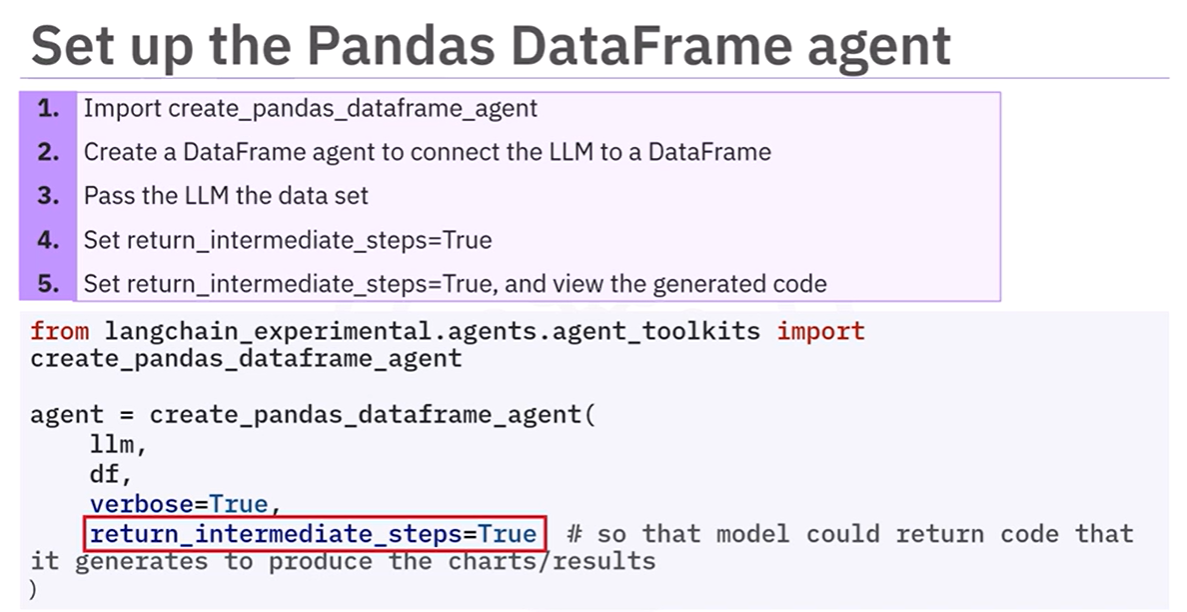 Set up the Pandas DataFrame agent
1. Import create_pandas_dataframe_agent
2. Create a DataFrame agent to connect the LLM to a DataFrame
3. Pass the LLM the data set
4. Set return_intermediate_steps=True
5. Set return_intermediate_steps=True, and view the generated code
from langchain_experimental.agents.agent_toolkits import
create_pandas_dataframe_agent
agent = create_pandas_dataframe_agent(
    llm,
    df,
    verbose=True,
    return_intermediate_steps=True # so that model could return code that
it generates to produce the charts/results
)